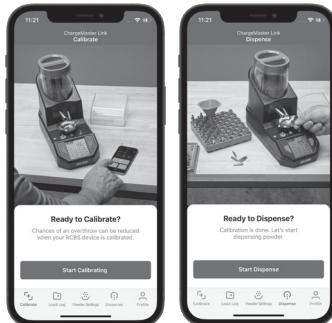 11:21
ChargeMaster Link
Calibrate
Ready to Calibrate?
Chances of an overthrow can be reduced
when your RCBS device is calibrated.
Start Calibrating
Calibrate Load Log Feeder Settings Dispense Profile
11:21
ChargeMaster Link
Dispense
Ready to Dispense?
Calibration is done. Let's start
dispensing powder.
Start Dispense
Calibrate Load Log Feeder Settings Dispense Profile